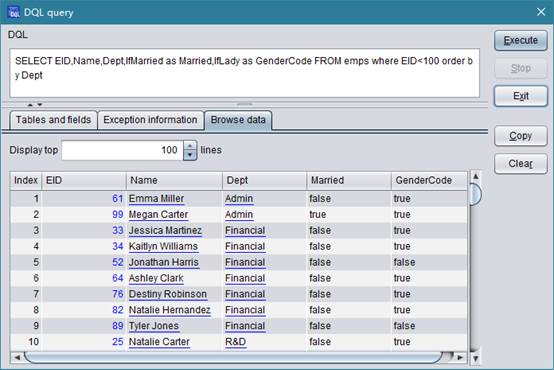 DQL DQL query
DQL
SELECT EID,Name,Dept,IfMarried as Married,IfLady as GenderCode FROM emps where EID<100 order b
y Dept
Execute
Stop
Exit
Copy
Clear
Tables and fields Exception information Browse data
Display top 100 lines
Index EID Name Dept Married GenderCode
1 61 Emma Miller Admin false true
2 99 Megan Carter Admin true true
3 33 Jessica Martinez Financial false true
4 34 Kaitlyn Williams Financial false true
5 52 Jonathan Harris Financial false false
6 64 Ashley Clark Financial false true
7 76 Destiny Robinson Financial false true
8 82 Natalie Hernandez Financial false true
9 89 Tyler Jones Financial false false
10 25 Natalie Carter R&D false true